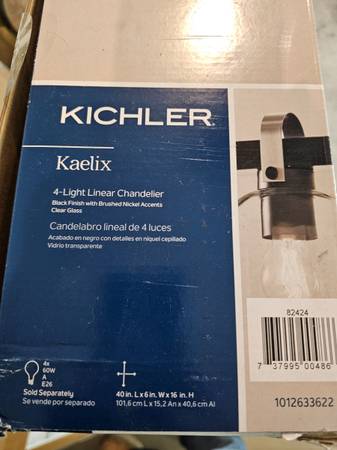 KICHLER
Kaelix
4-Light Linear Chandelier
Black Finish with Brushed Nickel Accents
Clear Glass
Candelabro lineal de 4 luces
Acabado en negro con detalles en níquel cepillado
Vidrio transparente
4x
60W
A
E26
Sold Separately
Se vende por separado
40 in. L x 6 in. W x 16 in. H
101,6 cm L x 15,2 An x 40,6 cm Al
82424
7 37995 00486
1012633622